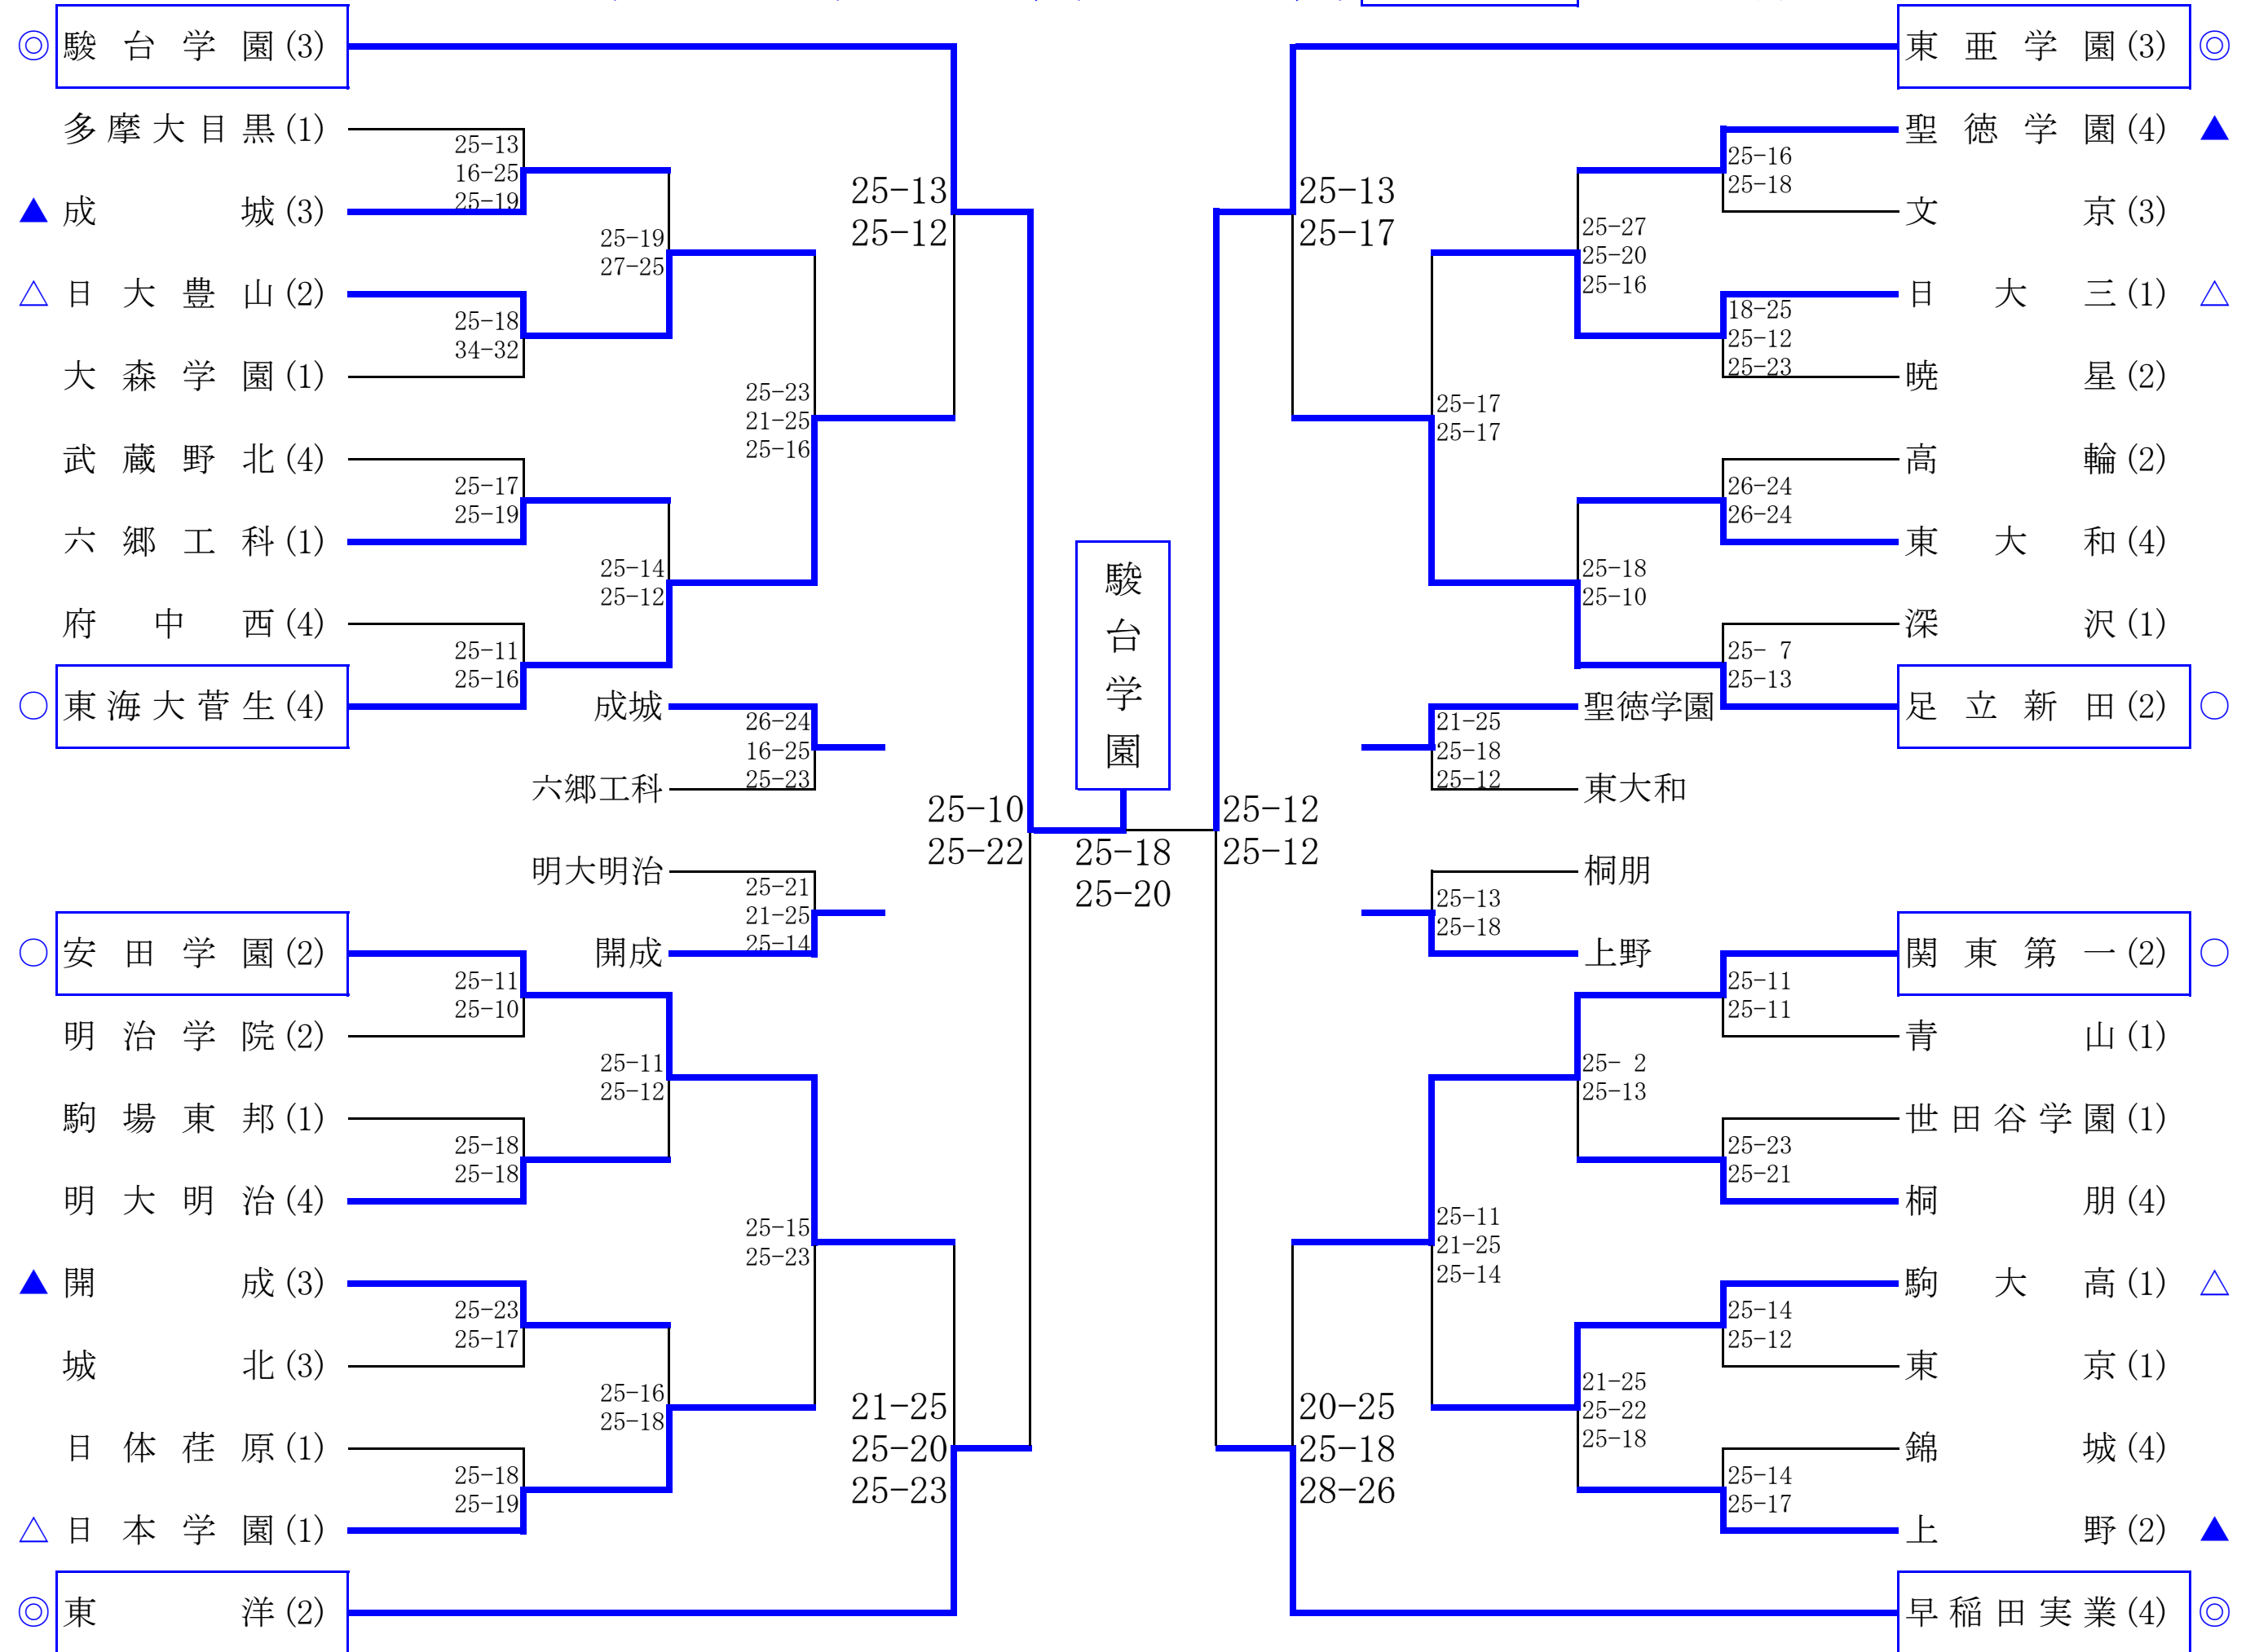 ◎ 駿台学園(3)
多摩大目黒(1)
25-13
16-25
25-19
▲ 成城(3)
25-19
27-25
△ 日大豊山(2)
25-18
34-32
大森学園(1)
25-23
21-25
25-16
武蔵野北(4)
25-17
25-19
六郷工科(1)
25-14
25-12
府中西(4)
25-11
25-16
○ 東海大菅生(4)
25-13
25-12
成城
26-24
16-25
25-23
六郷工科
明大明治
25-21
21-25
25-14
開成
○ 安田学園(2)
25-11
25-10
明治学院(2)
25-11
25-12
駒場東邦(1)
25-18
25-18
明大明治(4)
25-15
25-23
▲ 開成(3)
25-23
25-17
城北(3)
25-16
25-18
日体荏原(1)
25-18
25-19
△ 日本学園(1)
21-25
25-20
25-23
◎ 東洋(2)
25-10
25-22
駿台学園
25-18
25-20
25-12
25-12
東亜学園(3) ◎
25-13
25-17
聖徳学園(4) ▲
25-16
25-18
文京(3)
25-27
25-20
25-16
日大三(1) △
18-25
25-12
25-23
暁星(2)
25-17
25-17
高輪(2)
26-24
26-24
東大和(4)
25-18
25-10
深沢(1)
25- 7
25-13
足立新田(2) ○
聖徳学園
21-25
25-18
25-12
東大和
桐朋
25-13
25-18
上野
関東第一(2) ○
25-11
25-11
青山(1)
25- 2
25-13
世田谷学園(1)
25-23
25-21
桐朋(4)
25-11
21-25
25-14
駒大高(1) △
25-14
25-12
東京(1)
21-25
25-22
25-18
錦城(4)
25-14
25-17
上野(2) ▲
20-25
25-18
28-26
早稲田実業(4) ◎